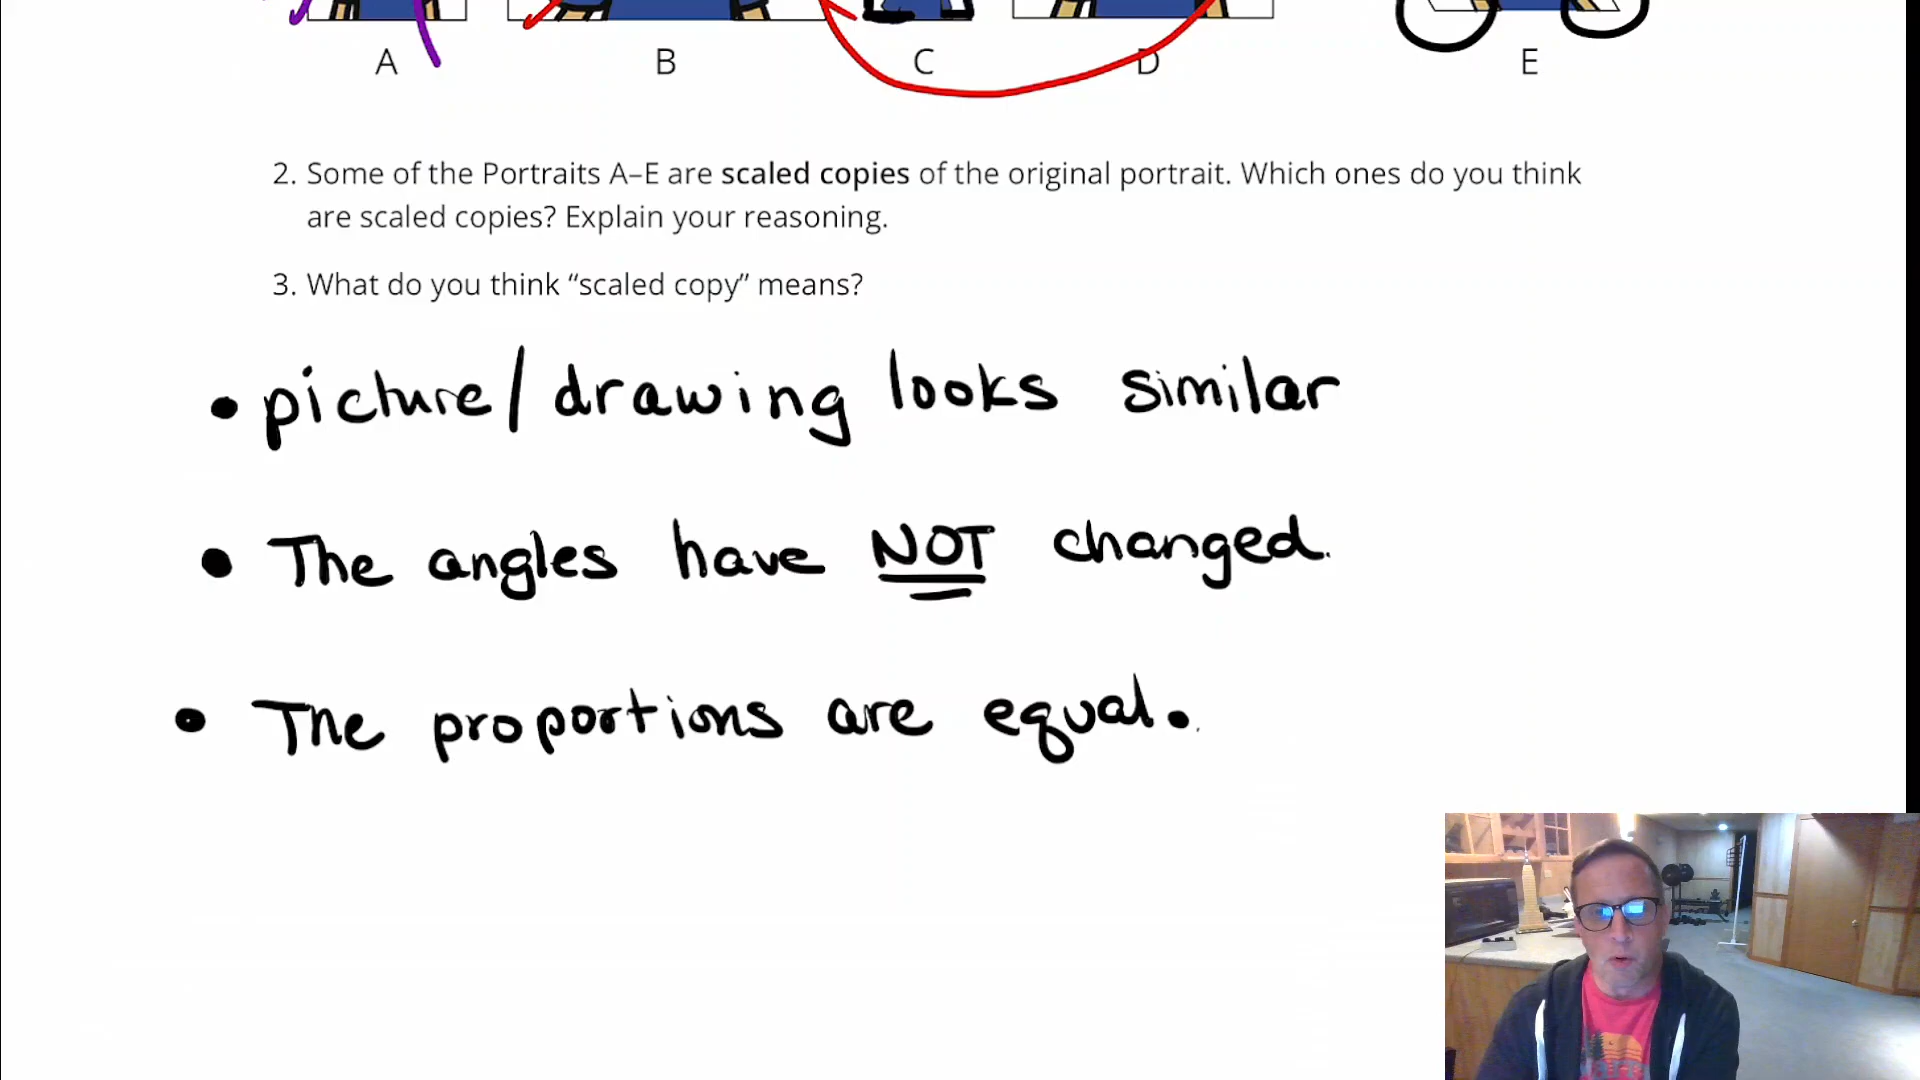 A B C D E
2. Some of the Portraits A–E are scaled copies of the original portrait. Which ones do you think
are scaled copies? Explain your reasoning.
3. What do you think “scaled copy” means?
• picture/drawing looks similar
• The angles have NOT changed.
• The proportions are equal.